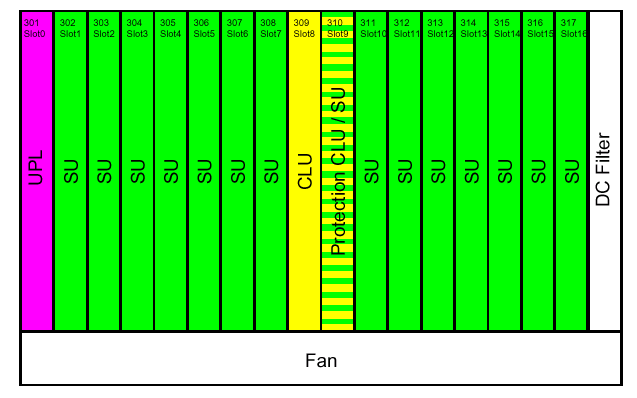 301 302 303 304 305 306 307 308 309 310 311 312 313 314 315 316 317
Slot0 Slot1 Slot2 Slot3 Slot4 Slot5 Slot6 Slot7 Slot8 Slot9 Slot10 Slot11 Slot12 Slot13 Slot14 Slot15 Slot16
UPL
SU
SU
SU
SU
SU
SU
SU
CLU
Protection CLU / SU
SU
SU
SU
SU
SU
SU
SU
DC Filter
Fan